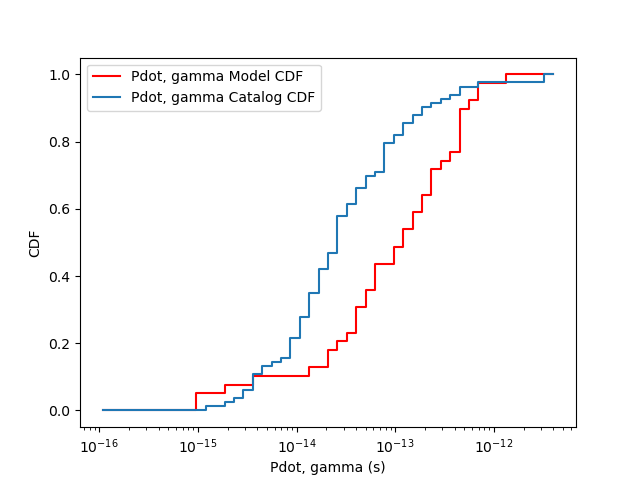 Pdot, gamma Model CDF
Pdot, gamma Catalog CDF
1.0
0.8
0.6
0.4
0.2
0.0
CDF
10⁻¹⁶ 10⁻¹⁵ 10⁻¹⁴ 10⁻¹³ 10⁻¹²
Pdot, gamma (s)